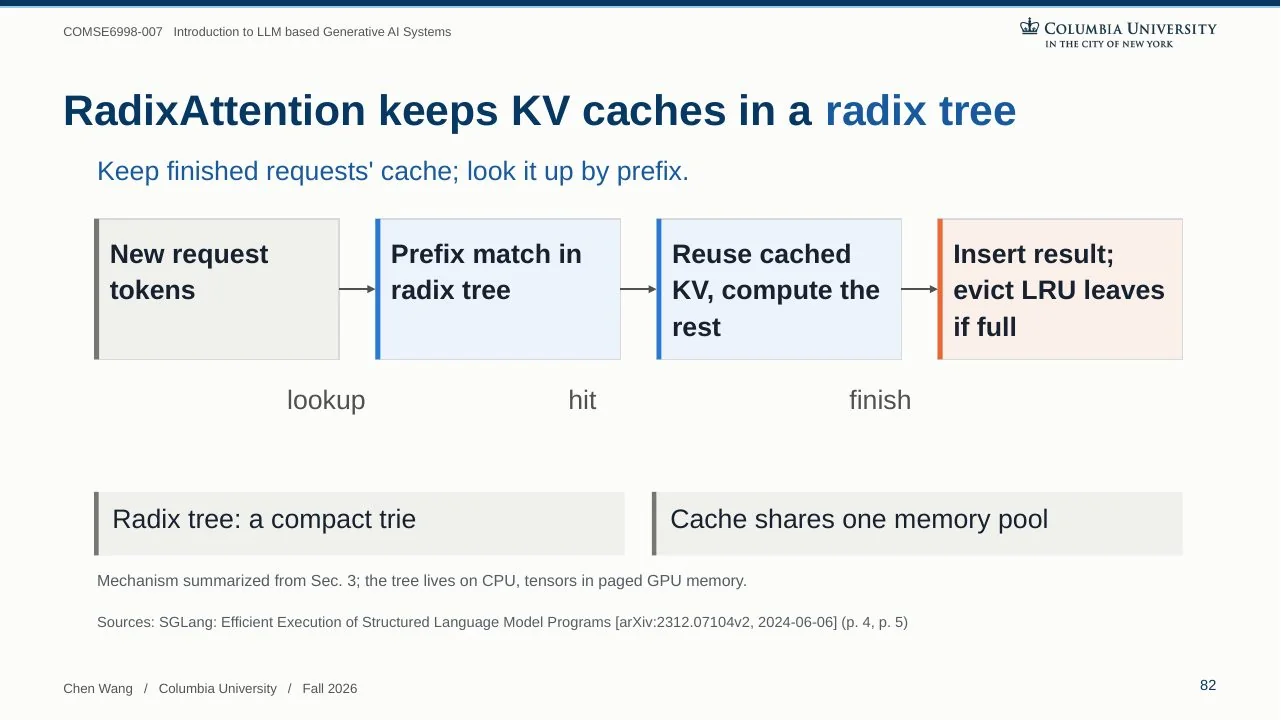 COMSE6998-007 Introduction to LLM based Generative AI Systems
COLUMBIA UNIVERSITY
IN THE CITY OF NEW YORK
RadixAttention keeps KV caches in a radix tree
Keep finished requests' cache; look it up by prefix.
New request
tokens
Prefix match in
radix tree
Reuse cached
KV, compute the
rest
Insert result;
evict LRU leaves
if full
lookup
hit
finish
Radix tree: a compact trie
Cache shares one memory pool
Mechanism summarized from Sec. 3; the tree lives on CPU, tensors in paged GPU memory.
Sources: SGLang: Efficient Execution of Structured Language Model Programs [arXiv:2312.07104v2, 2024-06-06] (p. 4, p. 5)
Chen Wang / Columbia University / Fall 2026
82